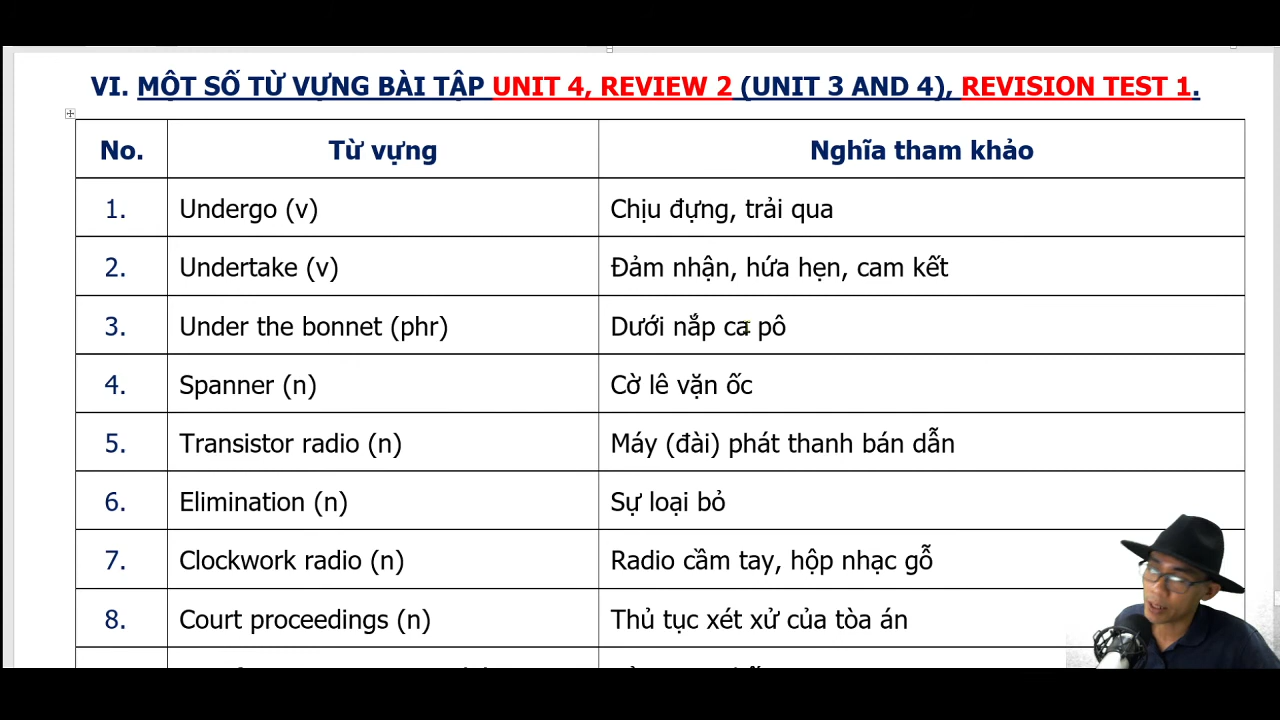 VI. MỘT SỐ TỪ VỰNG BÀI TẬP UNIT 4, REVIEW 2 (UNIT 3 AND 4), REVISION TEST 1.
No. Từ vựng Nghĩa tham khảo
1. Undergo (v) Chịu đựng, trải qua
2. Undertake (v) Đảm nhận, hứa hẹn, cam kết
3. Under the bonnet (phr) Dưới nắp ca pô
4. Spanner (n) Cờ lê vặn ốc
5. Transistor radio (n) Máy (đài) phát thanh bán dẫn
6. Elimination (n) Sự loại bỏ
7. Clockwork radio (n) Radio cầm tay, hộp nhạc gỗ
8. Court proceedings (n) Thủ tục xét xử của tòa án